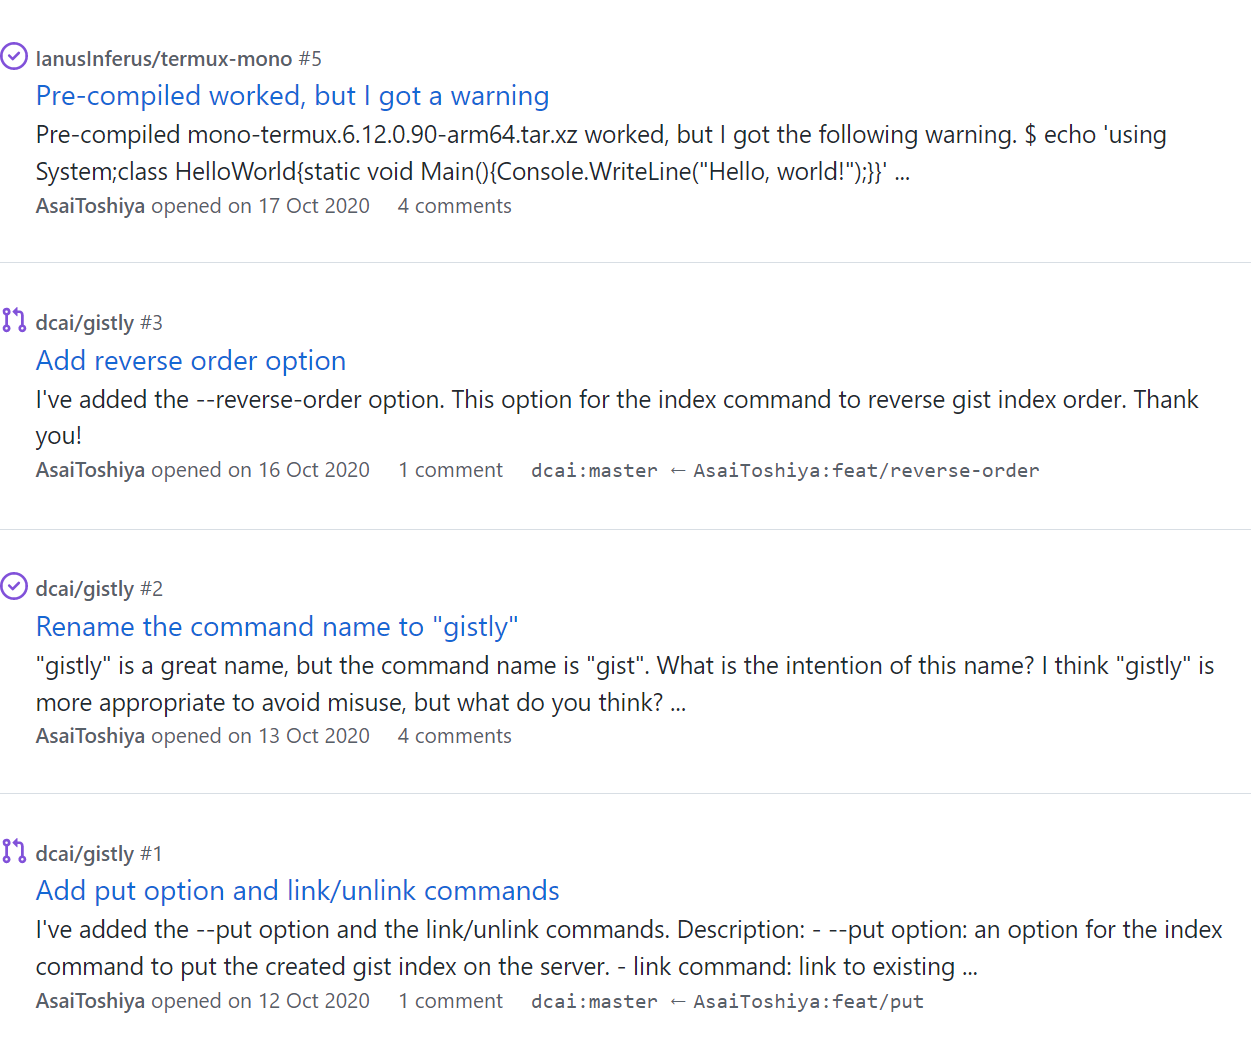 IanusInferus/termux-mono #5
Pre-compiled worked, but I got a warning
Pre-compiled mono-termux.6.12.0.90-arm64.tar.xz worked, but I got the following warning. $ echo 'using
System;class HelloWorld{static void Main(){Console.WriteLine("Hello, world!");}}' ...
AsaiToshiya opened on 17 Oct 2020 4 comments
dcai/gistly #3
Add reverse order option
I've added the --reverse-order option. This option for the index command to reverse gist index order. Thank
you!
AsaiToshiya opened on 16 Oct 2020 1 comment dcai:master ← AsaiToshiya:feat/reverse-order
dcai/gistly #2
Rename the command name to "gistly"
"gistly" is a great name, but the command name is "gist". What is the intention of this name? I think "gistly" is
more appropriate to avoid misuse, but what do you think? ...
AsaiToshiya opened on 13 Oct 2020 4 comments
dcai/gistly #1
Add put option and link/unlink commands
I've added the --put option and the link/unlink commands. Description: - --put option: an option for the index
command to put the created gist index on the server. - link command: link to existing ...
AsaiToshiya opened on 12 Oct 2020 1 comment dcai:master ← AsaiToshiya:feat/put